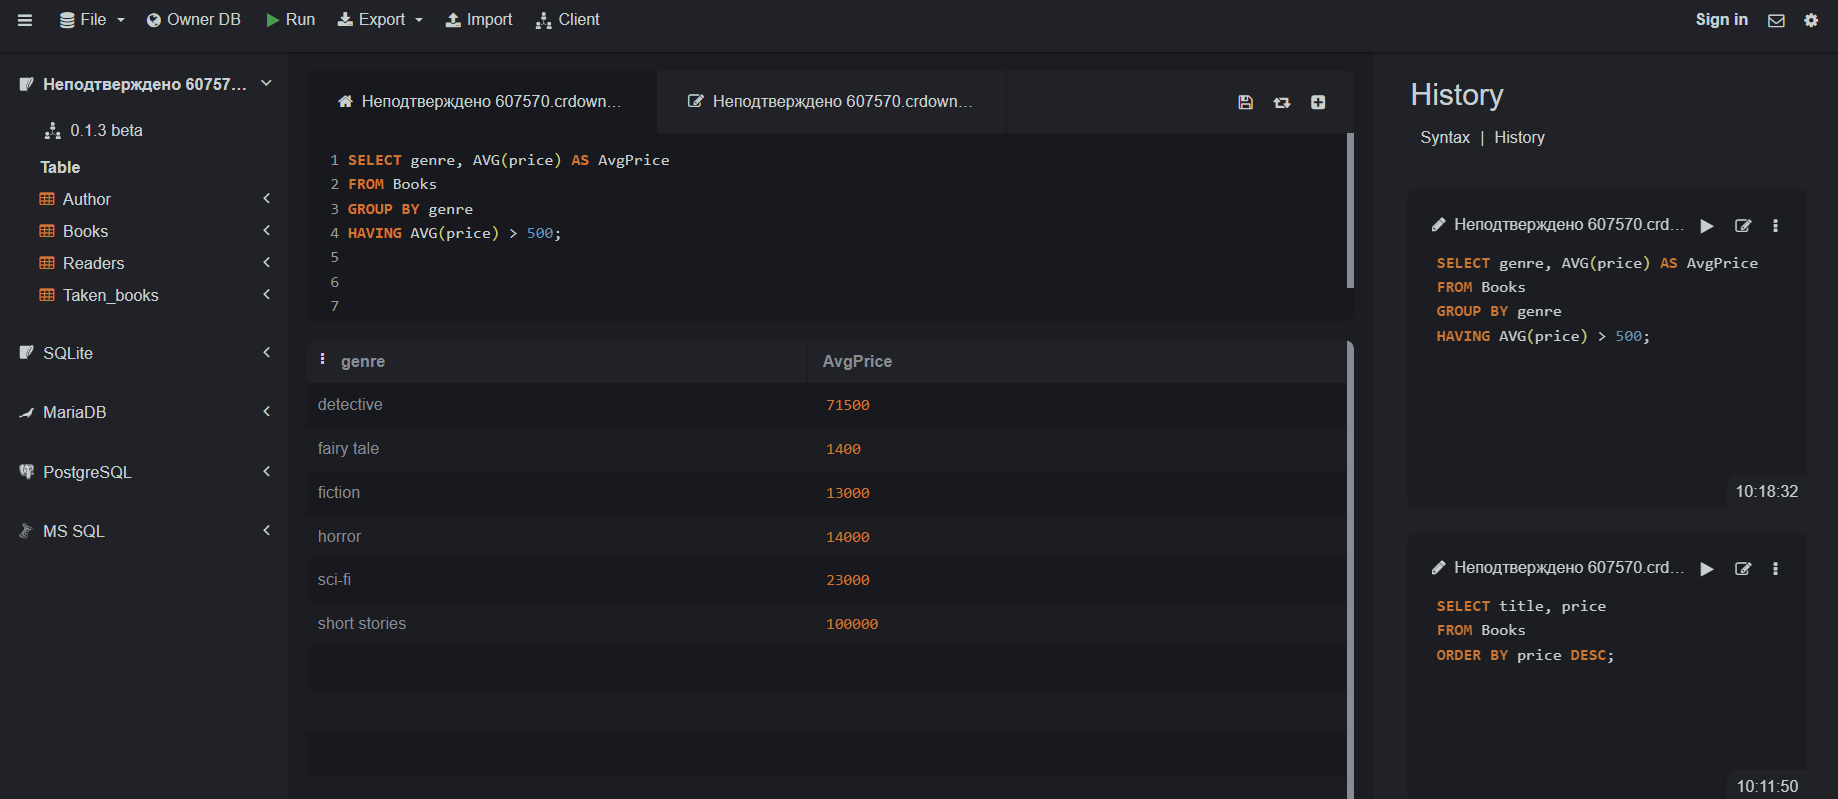 File Owner DB Run Export Import Client Sign in
Неподтверждено 60757...
0.1.3 beta
Table
Author
Books
Readers
Taken_books
SQLite
MariaDB
PostgreSQL
MS SQL
Неподтверждено 607570.crdown... Неподтверждено 607570.crdown...
1 SELECT genre, AVG(price) AS AvgPrice
2 FROM Books
3 GROUP BY genre
4 HAVING AVG(price) > 500;
5
6
7
genre AvgPrice
detective 71500
fairy tale 1400
fiction 13000
horror 14000
sci-fi 23000
short stories 100000
History
Syntax | History
Неподтверждено 607570.crd...
SELECT genre, AVG(price) AS AvgPrice
FROM Books
GROUP BY genre
HAVING AVG(price) > 500;
10:18:32
Неподтверждено 607570.crd...
SELECT title, price
FROM Books
ORDER BY price DESC;
10:11:50